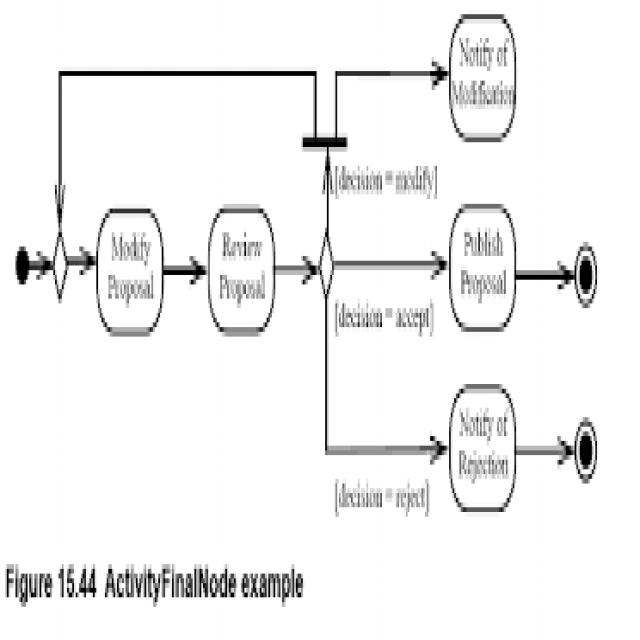 Notify of
Modification
[decision = modify]
Modify
Proposal
Review
Proposal
Publish
Proposal
[decision = accept]
Notify of
Rejection
[decision = reject]
Figure 15.44 ActivityFinalNode example